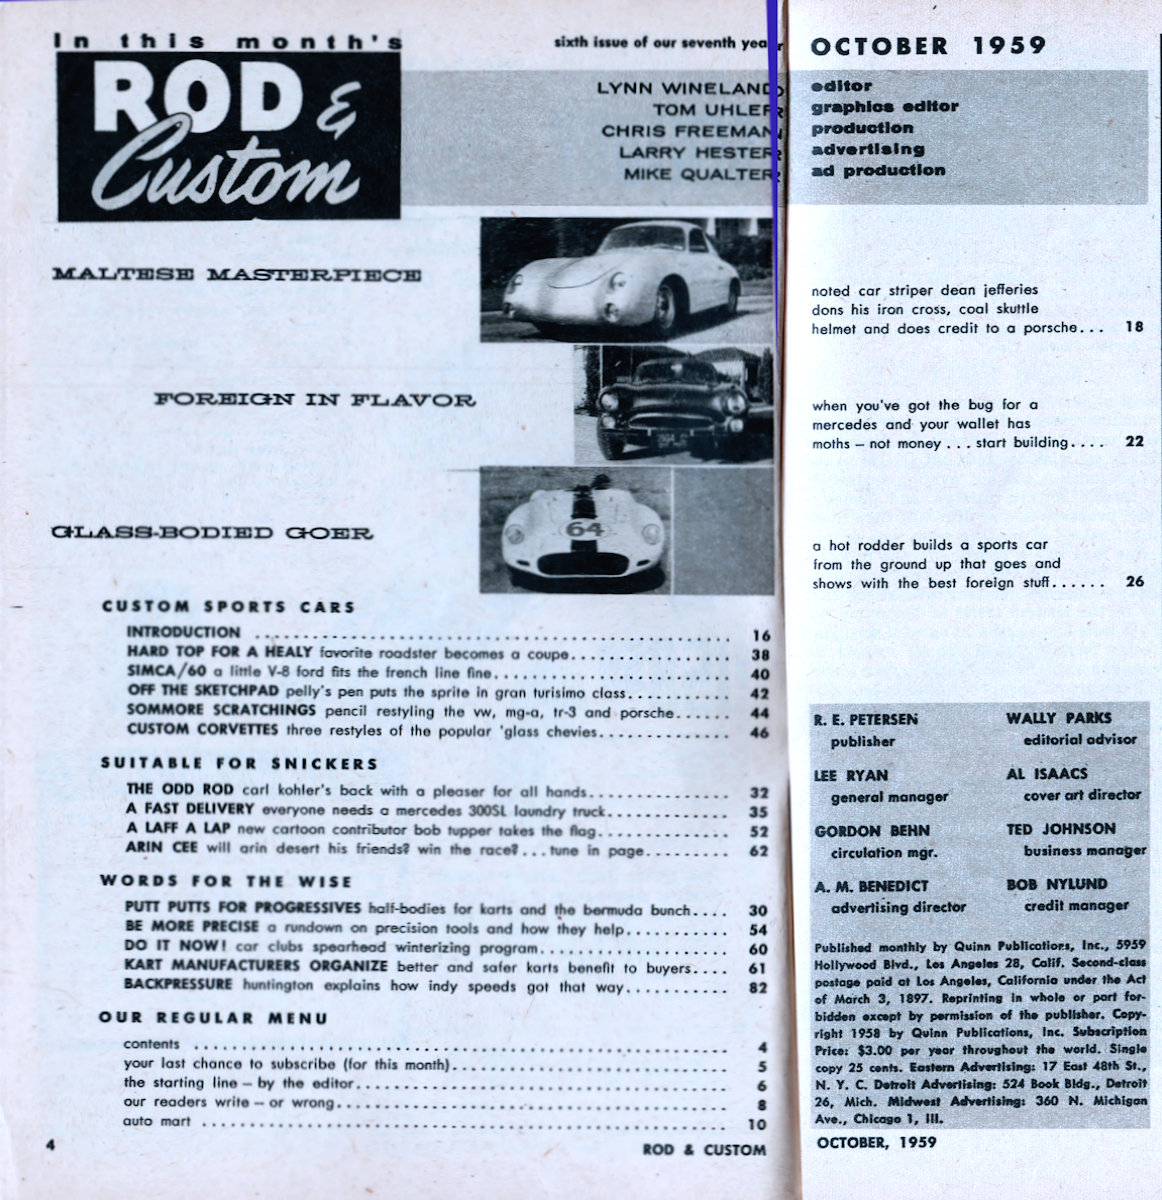 In this month's
ROD &
Custom
sixth issue of our seventh year
OCTOBER 1959
LYNN WINELAND editor
TOM UHLER graphics editor
CHRIS FREEMAN production
LARRY HESTER advertising
MIKE QUALTER ad production
MALTESE MASTERPIECE
noted car striper dean jefferies
dons his iron cross, coal skuttle
helmet and does credit to a porsche... 18
FOREIGN IN FLAVOR
when you've got the bug for a
mercedes and your wallet has
moths – not money ... start building.... 22
GLASS-BODIED GOER
64
a hot rodder builds a sports car
from the ground up that goes and
shows with the best foreign stuff...... 26
CUSTOM SPORTS CARS
INTRODUCTION ................ 16
HARD TOP FOR A HEALY favorite roadster becomes a coupe................ 38
SIMCA/60 a little V-8 ford fits the french line fine................ 40
OFF THE SKETCHPAD pelly's pen puts the sprite in gran turisimo class.......... 42
SOMMORE SCRATCHINGS pencil restyling the vw, mg-a, tr-3 and porsche...... 44
CUSTOM CORVETTES three restyles of the popular 'glass chevies............. 46
SUITABLE FOR SNICKERS
THE ODD ROD carl kohler's back with a pleaser for all hands............. 32
A FAST DELIVERY everyone needs a mercedes 300SL laundry truck........... 35
A LAFF A LAP new cartoon contributor bob tupper takes the flag............ 52
ARIN CEE will arin desert his friends? win the race?...tune in page......... 62
WORDS FOR THE WISE
PUTT PUTTS FOR PROGRESSIVES half-bodies for karts and the bermuda bunch.... 30
BE MORE PRECISE a rundown on precision tools and how they help.......... 54
DO IT NOW! car clubs spearhead winterizing program................ 60
KART MANUFACTURERS ORGANIZE better and safer karts benefit to buyers.... 61
BACKPRESSURE huntington explains how indy speeds got that way.......... 82
OUR REGULAR MENU
contents ................ 4
your last chance to subscribe (for this month)................ 5
the starting line – by the editor................ 6
our readers write – or wrong................ 8
auto mart ................ 10
4
ROD & CUSTOM
R. E. PETERSEN
publisher
WALLY PARKS
editorial advisor
LEE RYAN
general manager
AL ISAACS
cover art director
GORDON BEHN
circulation mgr.
TED JOHNSON
business manager
A. M. BENEDICT
advertising director
BOB NYLUND
credit manager
Published monthly by Quinn Publications, Inc., 5959
Hollywood Blvd., Los Angeles 28, Calif. Second-class
postage paid at Los Angeles, California under the Act
of March 3, 1897. Reprinting in whole or part for-
bidden except by permission of the publisher. Copy-
right 1958 by Quinn Publications, Inc. Subscription
Price: $3.00 per year throughout the world. Single
copy 25 cents. Eastern Advertising: 17 East 48th St.,
N. Y. C. Detroit Advertising: 524 Book Bldg., Detroit
26, Mich. Midwest Advertising: 360 N. Michigan
Ave., Chicago 1, Ill.
OCTOBER, 1959